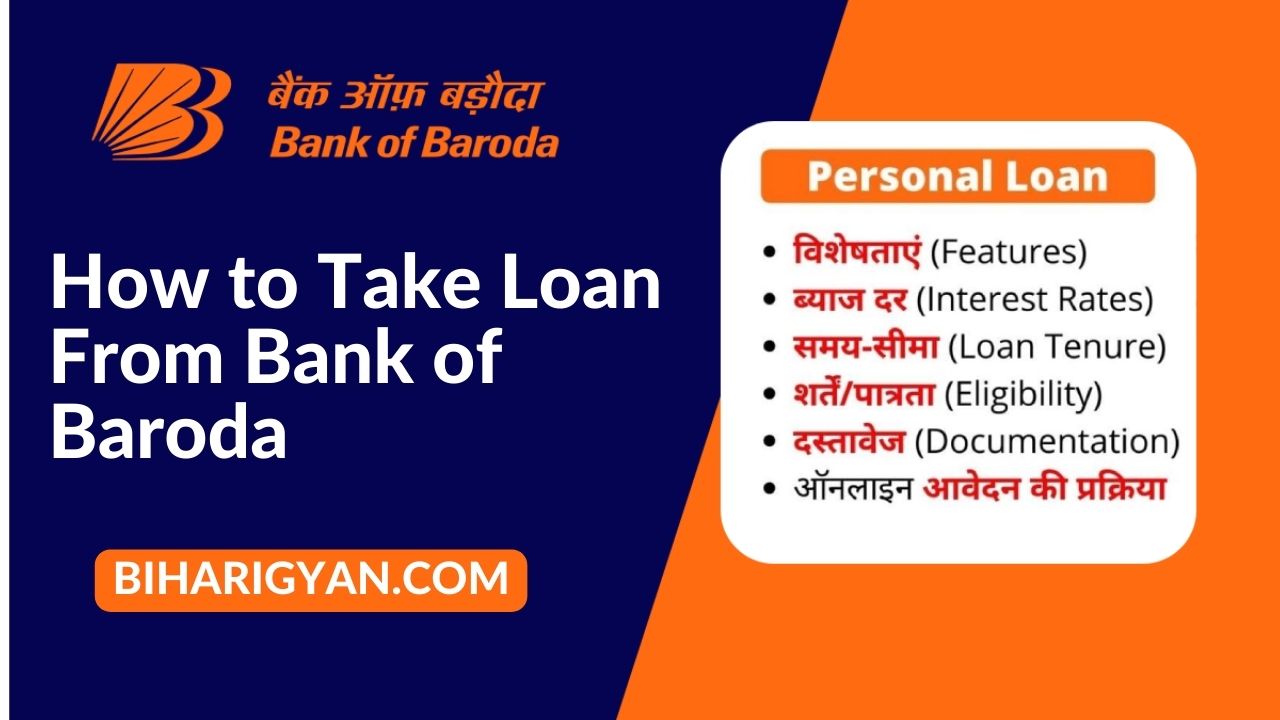 बैंक ऑफ़ बड़ौदा
Bank of Baroda
How to Take Loan
From Bank of
Baroda
BIHARIGYAN.COM
Personal Loan
• विशेषताएं (Features)
• ब्याज दर (Interest Rates)
• समय-सीमा (Loan Tenure)
• शर्तें/पात्रता (Eligibility)
• दस्तावेज (Documentation)
• ऑनलाइन आवेदन की प्रक्रिया